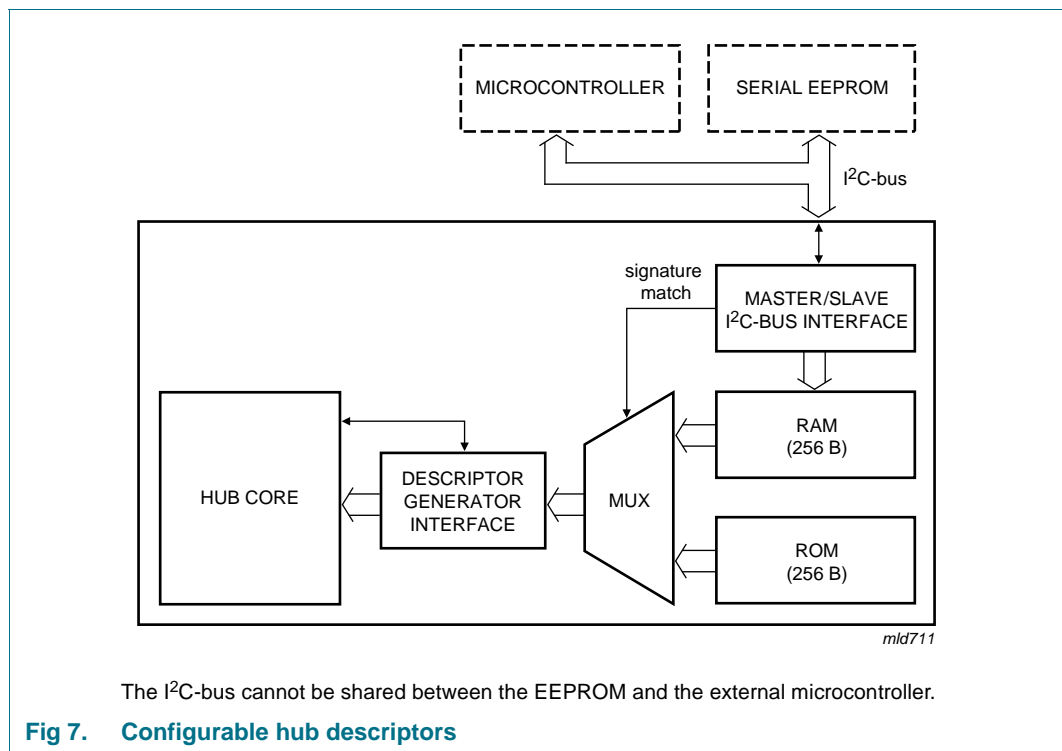 MICROCONTROLLER
SERIAL EEPROM
I²C-bus
signature
match
MASTER/SLAVE
I²C-BUS INTERFACE
RAM
(256 B)
HUB CORE
DESCRIPTOR
GENERATOR
INTERFACE
MUX
ROM
(256 B)
mld711
The I²C-bus cannot be shared between the EEPROM and the external microcontroller.
Fig 7. Configurable hub descriptors